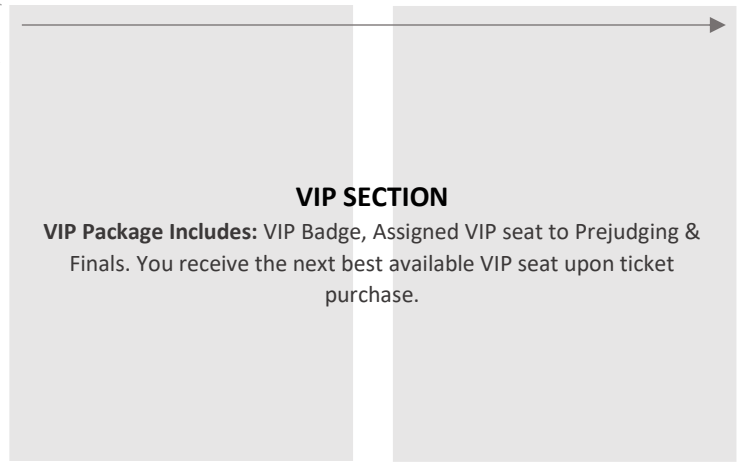 VIP SECTION
VIP Package Includes: VIP Badge, Assigned VIP seat to Prejudging &
Finals. You receive the next best available VIP seat upon ticket
purchase.